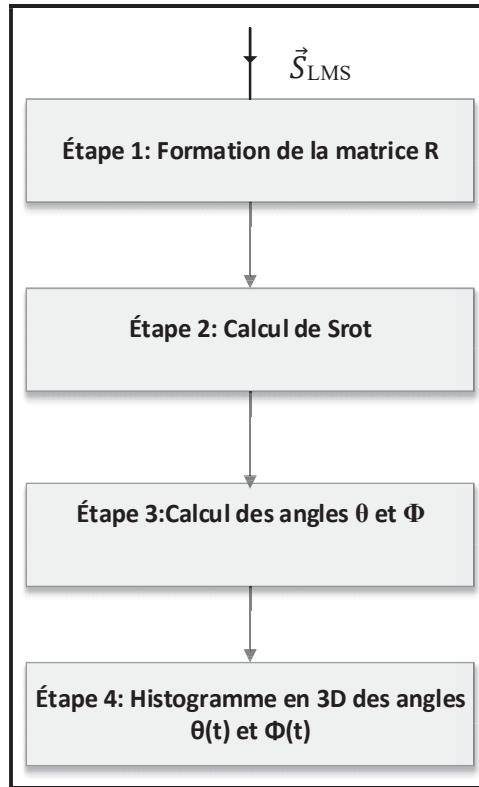 S⃗LMS
Étape 1: Formation de la matrice R
Étape 2: Calcul de Srot
Étape 3:Calcul des angles θ et Φ
Étape 4: Histogramme en 3D des angles
θ(t) et Φ(t)